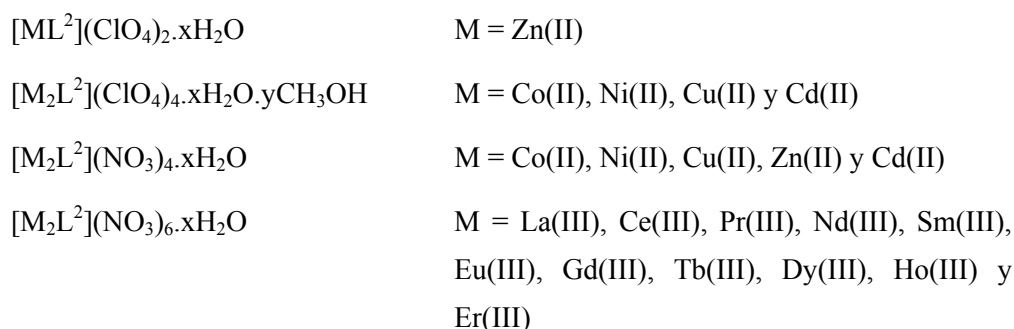 [ML²](ClO₄)₂.xH₂O M = Zn(II)
[M₂L²](ClO₄)₄.xH₂O.yCH₃OH M = Co(II), Ni(II), Cu(II) y Cd(II)
[M₂L²](NO₃)₄.xH₂O M = Co(II), Ni(II), Cu(II), Zn(II) y Cd(II)
[M₂L²](NO₃)₆.xH₂O M = La(III), Ce(III), Pr(III), Nd(III), Sm(III),
Eu(III), Gd(III), Tb(III), Dy(III), Ho(III) y
Er(III)